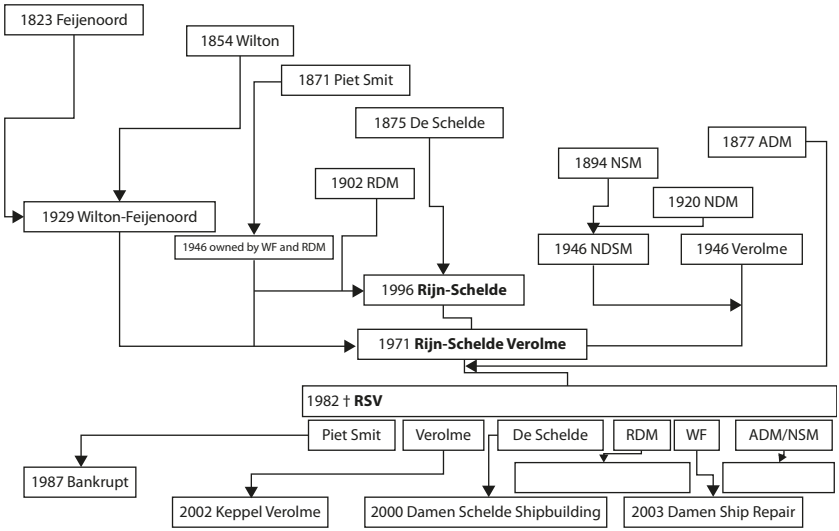 1823 Feijenoord
1854 Wilton
1871 Piet Smit
1875 De Schelde
1877 ADM
1894 NSM
1902 RDM
1920 NDM
1929 Wilton-Feijenoord
1946 owned by WF and RDM
1946 NDSM
1946 Verolme
1996 Rijn-Schelde
1971 Rijn-Schelde Verolme
1982 † RSV
Piet Smit
Verolme
De Schelde
RDM
WF
ADM/NSM
1987 Bankrupt
2002 Keppel Verolme
2000 Damen Schelde Shipbuilding
2003 Damen Ship Repair